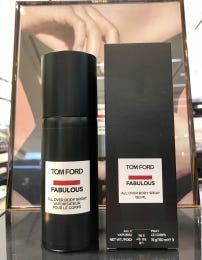 TOM FORD
FABULOUS
ALL OVER BODY SPRAY
VAPORISATEUR
POUR LE CORPS
TOM FORD
FABULOUS
ALL OVER BODY SPRAY
150 ML